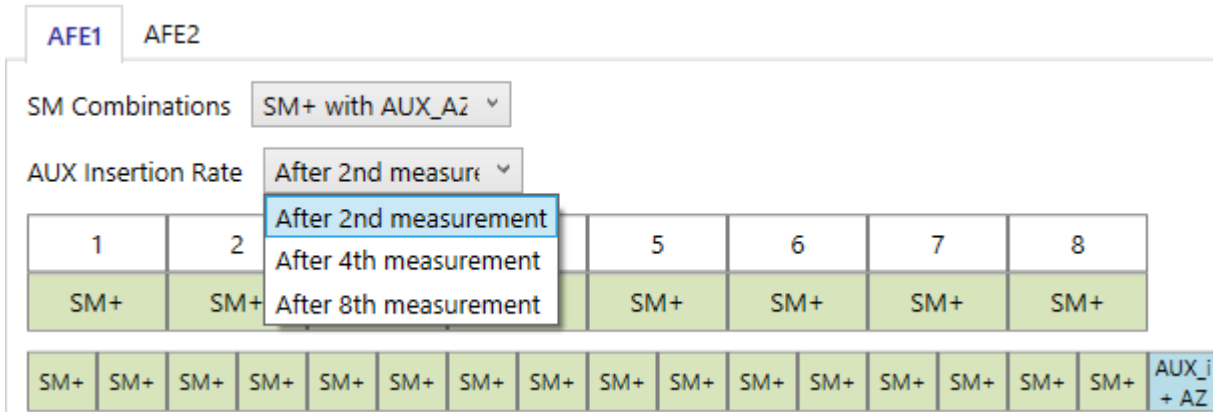 AFE1 AFE2
SM Combinations SM+ with AUX_AZ
AUX Insertion Rate After 2nd measure
After 2nd measurement
After 4th measurement
After 8th measurement
1 2 5 6 7 8
SM+ SM+ SM+ SM+ SM+ SM+
SM+ SM+ SM+ SM+ SM+ SM+ SM+ SM+ SM+ SM+ SM+ SM+ SM+ SM+ SM+ SM+ AUX_i
+ AZ